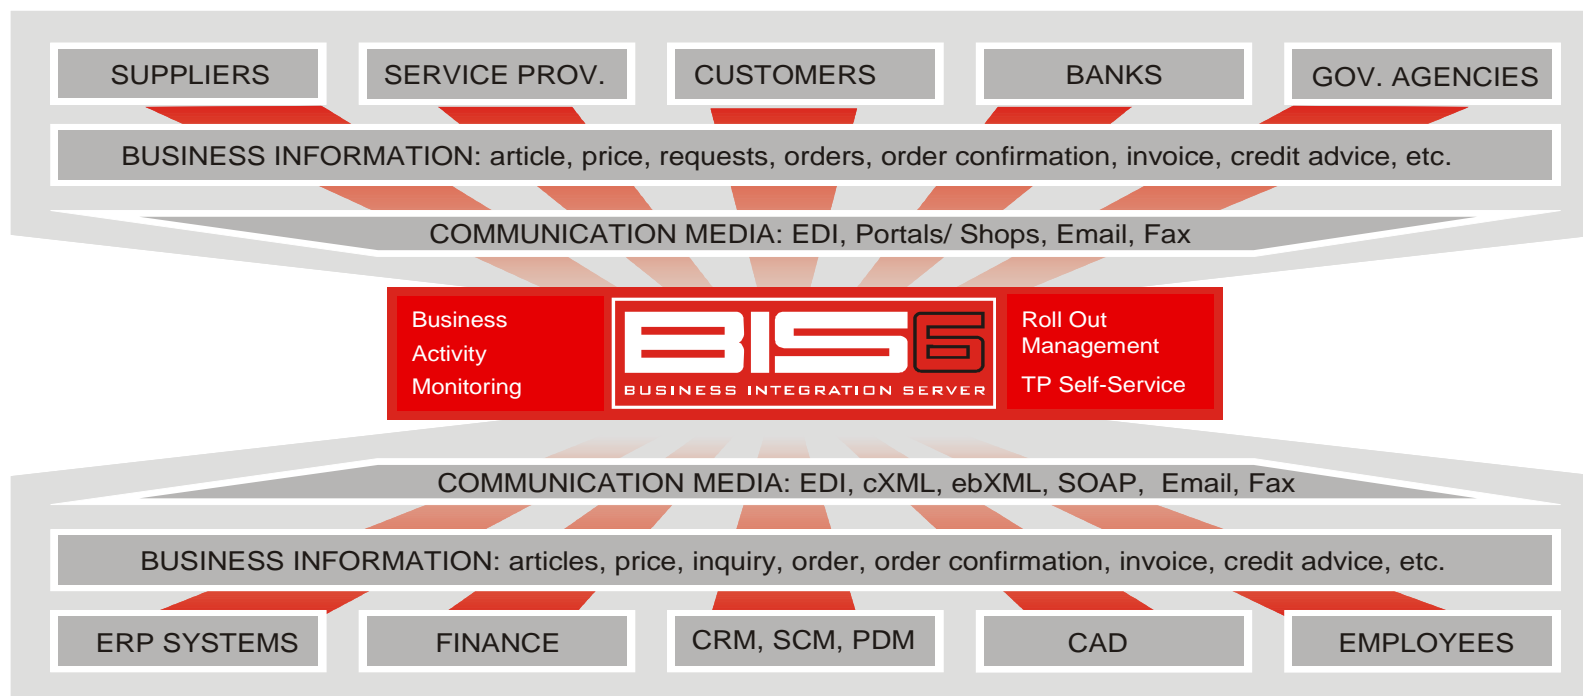 SUPPLIERS
SERVICE PROV.
CUSTOMERS
BANKS
GOV. AGENCIES
BUSINESS INFORMATION: article, price, requests, orders, order confirmation, invoice, credit advice, etc.
COMMUNICATION MEDIA: EDI, Portals/ Shops, Email, Fax
Business
Activity
Monitoring
BIS6
BUSINESS INTEGRATION SERVER
Roll Out
Management
TP Self-Service
COMMUNICATION MEDIA: EDI, cXML, ebXML, SOAP, Email, Fax
BUSINESS INFORMATION: articles, price, inquiry, order, order confirmation, invoice, credit advice, etc.
ERP SYSTEMS
FINANCE
CRM, SCM, PDM
CAD
EMPLOYEES